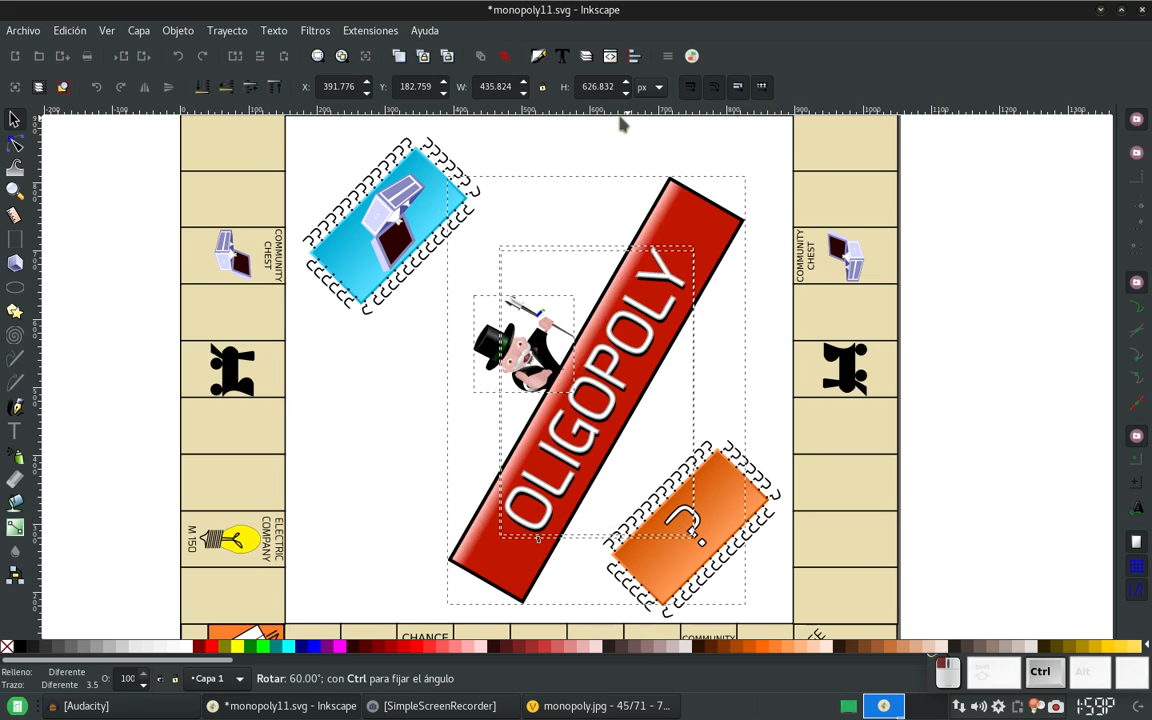 *monopoly11.svg - Inkscape
Archivo Edición Ver Capa Objeto Trayecto Texto Filtros Extensiones Ayuda
X: 391.776 Y: 182.759 W: 435.824 H: 626.832 px
COMMUNITY
CHEST
COMMUNITY
CHEST
OLIGOPOLY
?
ELECTRIC
COMPANY
M 150
CHANCE
COMMUNITY
Relleno: Diferente
Trazo: Diferente 3.5
O: 100
•Capa 1
Rotar: 60.00°; con Ctrl para fijar el ángulo
Ctrl
Alt
[Audacity]
*monopoly11.svg - Inkscape
[SimpleScreenRecorder]
monopoly.jpg - 45/71 - 7...
1:59P